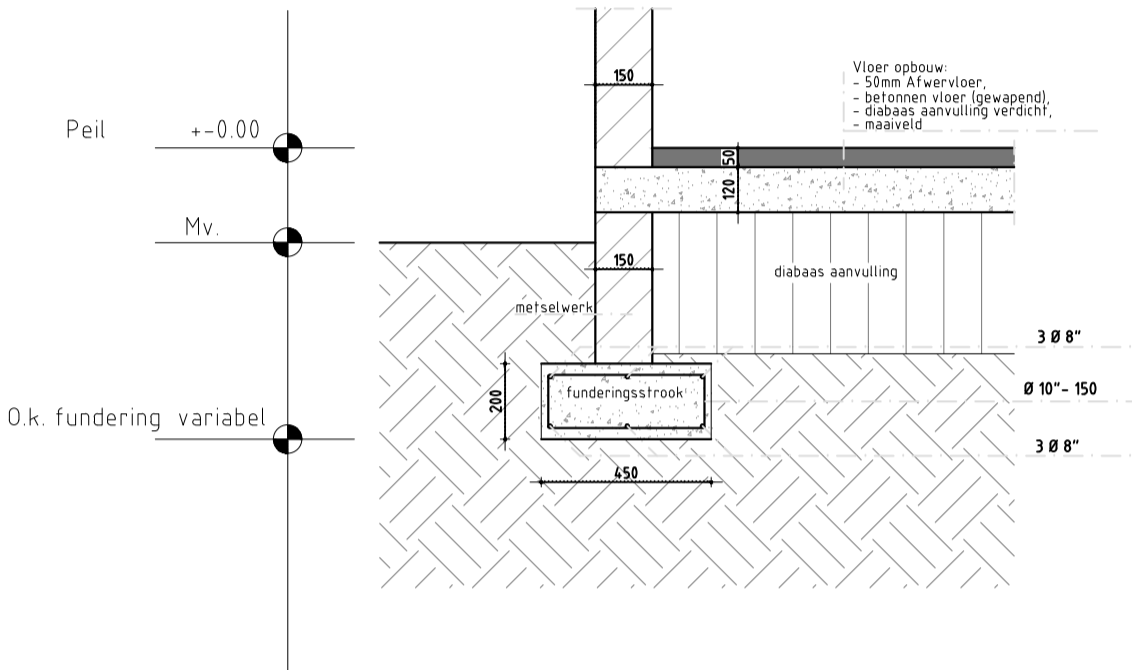 150
Vloer opbouw:
- 50mm Afwervloer,
- betonnen vloer (gewapend),
- diabaas aanvulling verdicht,
- maaiveld
Peil +-0.00
50
120
Mv.
150
diabaas aanvulling
metselwerk
3 Ø 8"
200
funderingsstrook
Ø 10"- 150
O.k. fundering variabel
3 Ø 8"
450